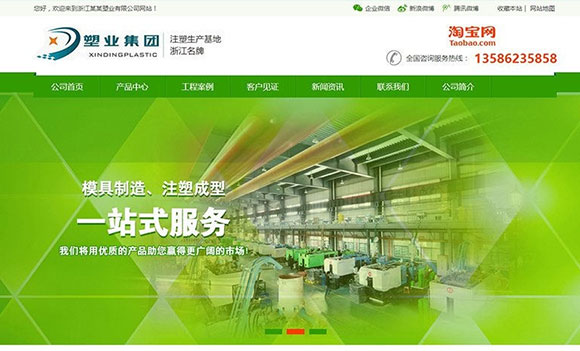 您好，欢迎来到浙江某某塑业有限公司网站！
企业微信 新浪微博 腾讯微博 收藏本站 | 网站地图
塑业集团
XINDINGPLASTIC
注塑生产基地
浙江名牌
淘宝网
Taobao.com
全国咨询服务热线： 13586235858
公司首页 产品中心 工程案例 客户见证 新闻资讯 联系我们 公司简介
模具制造、注塑成型
一站式服务
我们将用优质的产品助您赢得更广阔的市场！